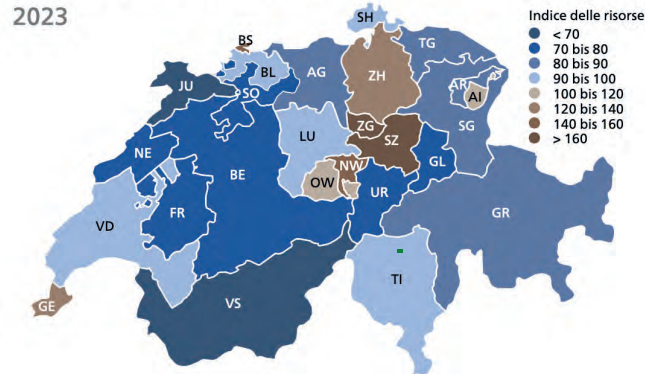 2023
Indice delle risorse
< 70
70 bis 80
80 bis 90
90 bis 100
100 bis 120
120 bis 140
140 bis 160
> 160
SH
BS
TG
BL
AG
ZH
JU
SO
AR
AI
ZG
SG
LU
SZ
NE
NW
GL
BE
OW
UR
FR
GR
VD
TI
VS
GE